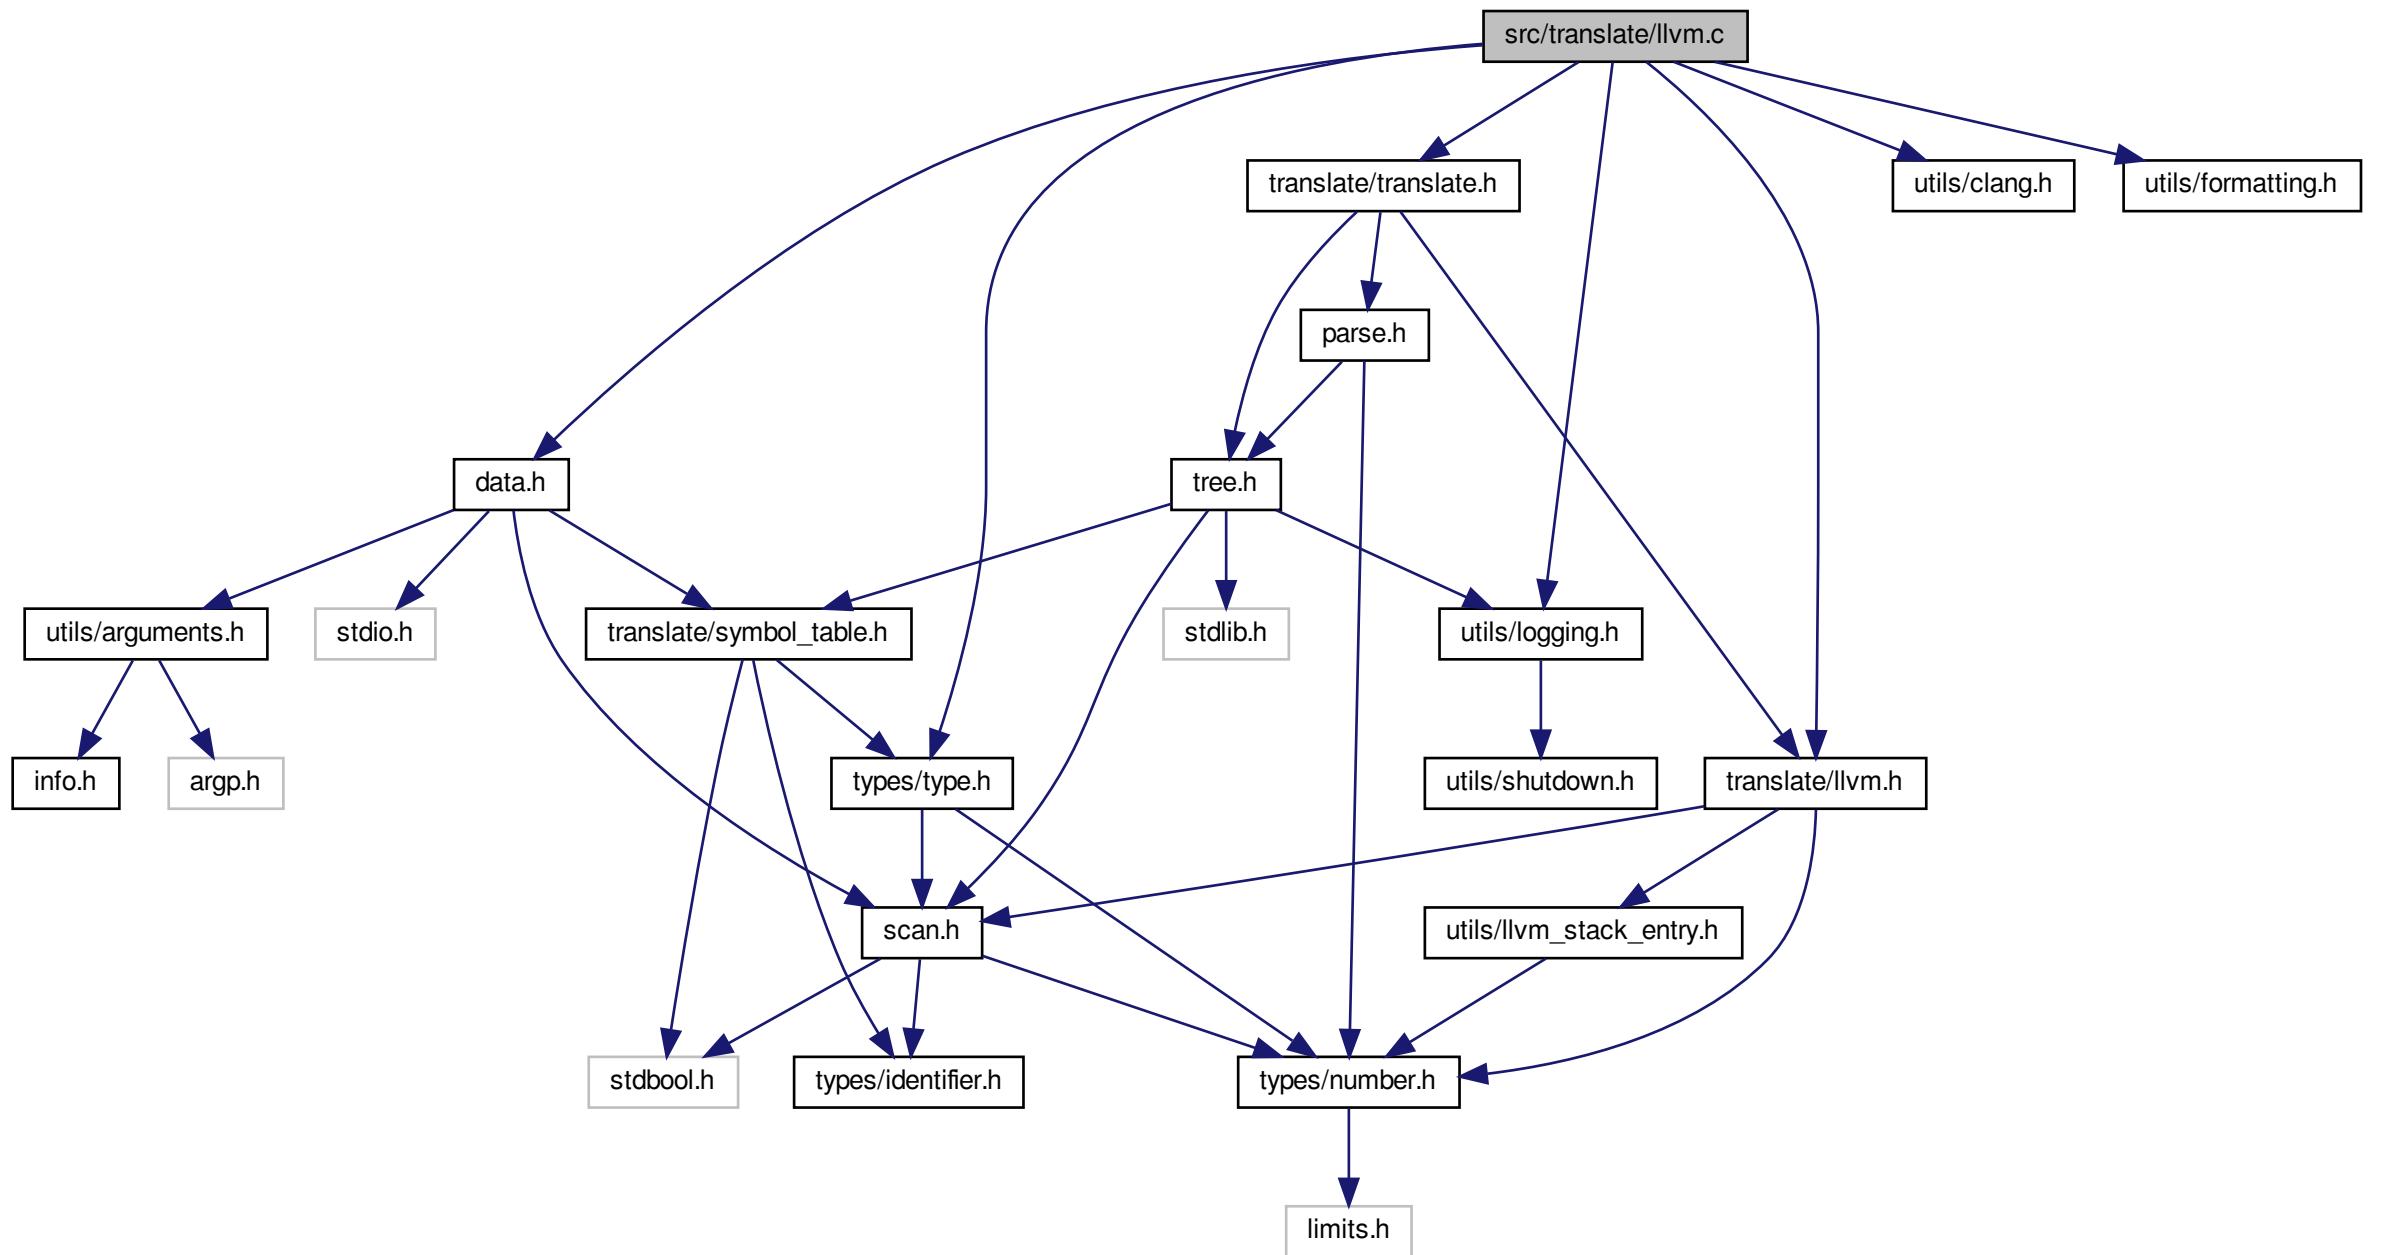 src/translate/llvm.c
translate/translate.h
utils/clang.h
utils/formatting.h
parse.h
data.h
tree.h
utils/arguments.h
stdio.h
translate/symbol_table.h
stdlib.h
utils/logging.h
info.h
argp.h
types/type.h
utils/shutdown.h
translate/llvm.h
scan.h
utils/llvm_stack_entry.h
stdbool.h
types/identifier.h
types/number.h
limits.h